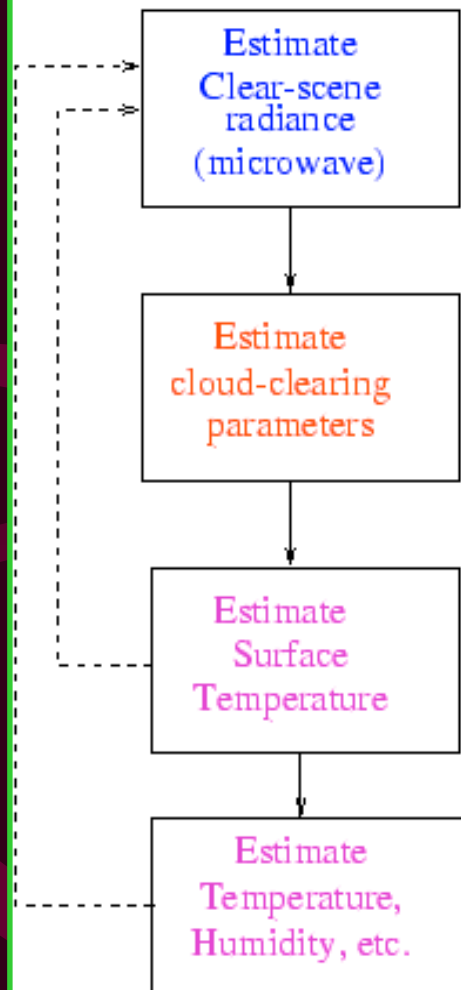 Estimate
Clear-scene
radiance
(microwave)
Estimate
cloud-clearing
parameters
Estimate
Surface
Temperature
Estimate
Temperature,
Humidity, etc.